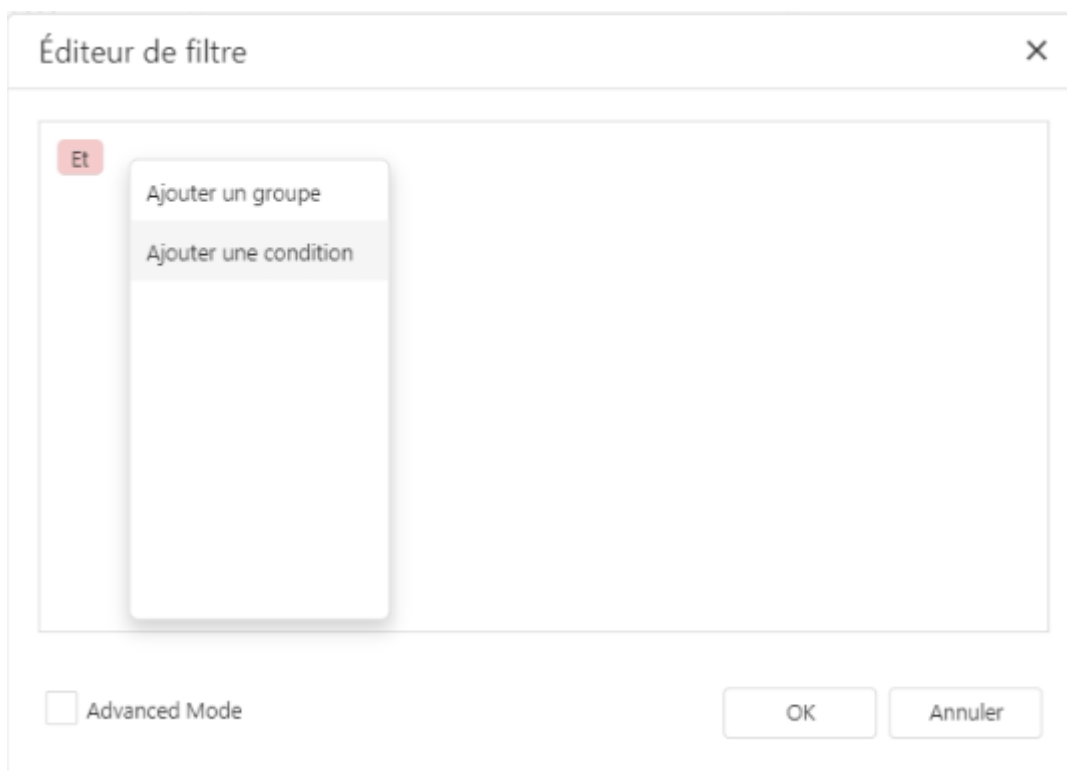 Éditeur de filtre
Et
Ajouter un groupe
Ajouter une condition
Advanced Mode
OK
Annuler